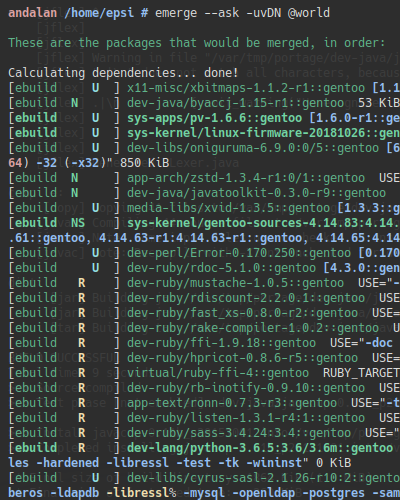 andalan /home/epsi # emerge --ask -uvDN @world
These are the packages that would be merged, in order:
Calculating dependencies... done!
[ebuild     U  ] x11-misc/xbitmaps-1.1.2-r1::gentoo [1.1
[ebuild  N     ] dev-java/byaccj-1.15-r1::gentoo  53 KiB
[ebuild     U  ] sys-apps/pv-1.6.6::gentoo [1.6.0-r1::ge
[ebuild     U  ] sys-kernel/linux-firmware-20181026::gen
[ebuild     U  ] dev-libs/oniguruma-6.9.0:0/5::gentoo [6
64) -32 (-x32)" 850 KiB
[ebuild  N     ] app-arch/zstd-1.3.4-r1:0/1::gentoo  USE
[ebuild  N     ] dev-java/javatoolkit-0.3.0-r9::gentoo
[ebuild     U  ] media-libs/xvid-1.3.5::gentoo [1.3.3::g
[ebuild  NS    ] sys-kernel/gentoo-sources-4.14.83:4.14.
.61::gentoo, 4.14.63-r1:4.14.63-r1::gentoo, 4.14.65:4.14
[ebuild     U  ] dev-perl/Error-0.170.250::gentoo [0.170
[ebuild     U  ] dev-ruby/rdoc-5.1.0::gentoo [4.3.0::gen
[ebuild   R    ] dev-ruby/mustache-1.0.5::gentoo  USE="-
[ebuild   R    ] dev-ruby/rdiscount-2.2.0.1::gentoo  USE
[ebuild   R    ] dev-ruby/fast_xs-0.8.0-r2::gentoo  USE=
[ebuild   R    ] dev-ruby/rake-compiler-1.0.2::gentoo  U
[ebuild   R    ] dev-ruby/ffi-1.9.18::gentoo  USE="-doc
[ebuild   R    ] dev-ruby/hpricot-0.8.6-r5::gentoo  USE=
[ebuild   R    ] virtual/ruby-ffi-4::gentoo  RUBY_TARGET
[ebuild   R    ] dev-ruby/rb-inotify-0.9.10::gentoo  USE
[ebuild   R    ] app-text/ronn-0.7.3-r3::gentoo  USE="-t
[ebuild   R    ] dev-ruby/listen-1.3.1-r4:1::gentoo  USE
[ebuild   R    ] dev-ruby/sass-3.4.24:3.4::gentoo  USE="
[ebuild   R    ] dev-lang/python-3.6.5:3.6/3.6m::gentoo
les -hardened -libressl -test -tk -wininst" 0 KiB
[ebuild     U  ] dev-libs/cyrus-sasl-2.1.26-r10:2::gento
beros -ldapdb -libressl% -mysql -openldap -postgres -sam